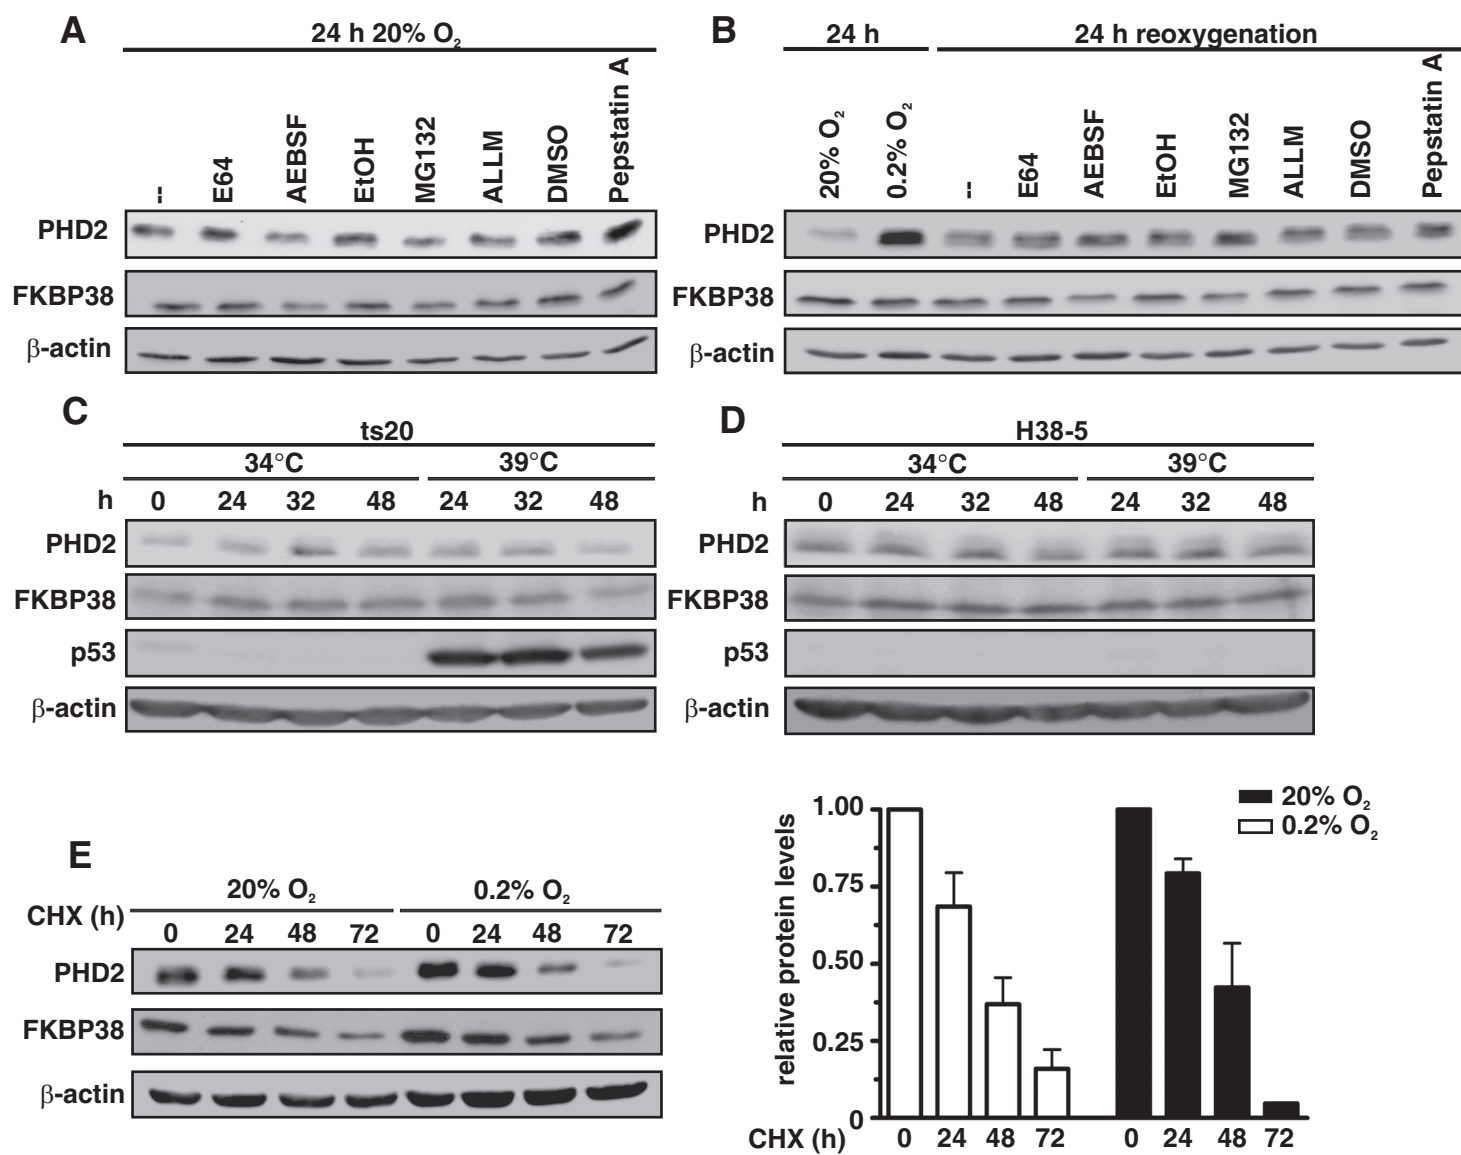 A
24 h 20% O₂
-- E64 AEBSF EtOH MG132 ALLM DMSO Pepstatin A
PHD2
FKBP38
β-actin
B
24 h 24 h reoxygenation
20% O₂ 0.2% O₂ -- E64 AEBSF EtOH MG132 ALLM DMSO Pepstatin A
PHD2
FKBP38
β-actin
C
ts20
34°C 39°C
h 0 24 32 48 24 32 48
PHD2
FKBP38
p53
β-actin
D
H38-5
34°C 39°C
h 0 24 32 48 24 32 48
PHD2
FKBP38
p53
β-actin
E
20% O₂ 0.2% O₂
CHX (h)
0 24 48 72 0 24 48 72
PHD2
FKBP38
β-actin
20% O₂
0.2% O₂
relative protein levels
1.00
0.75
0.50
0.25
0
CHX (h) 0 24 48 72 0 24 48 72